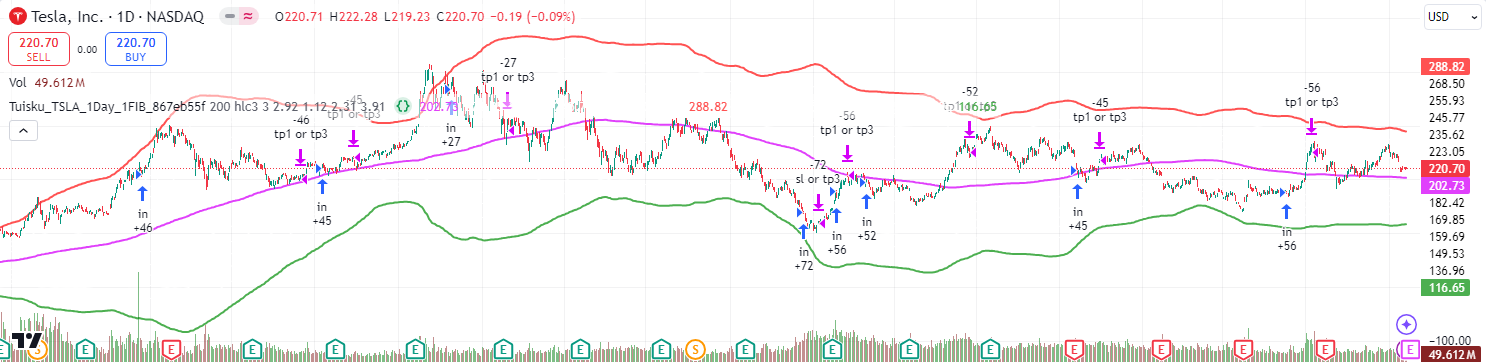 Tesla, Inc. · 1D · NASDAQ O220.71 H222.28 L219.23 C220.70 −0.19 (−0.09%)
USD
220.70
SELL
0.00
220.70
BUY
Vol 49.612M
Tuisku_TSLA_1Day_1FIB_867eb55f 200 hlc3 3 2.92 1.12 2.31 3.91 202.73 288.82 116.65
-46
tp1 or tp3
-45
tp1 or tp3
-27
tp1 or tp3
-72
sl or tp3
-56
tp1 or tp3
-52
-45
tp1 or tp3
-56
tp1 or tp3
in
+46
in
+45
in
+27
in
+72
in
+56
in
+52
in
+45
in
+56
288.82
268.50
255.93
245.77
235.62
223.05
220.70
202.73
182.42
169.85
159.69
149.53
136.96
116.65
−100.00
49.612M
E
S
E
E
E
E
E
E
E
E
S
E
E
E
E
E
E
E
E
E